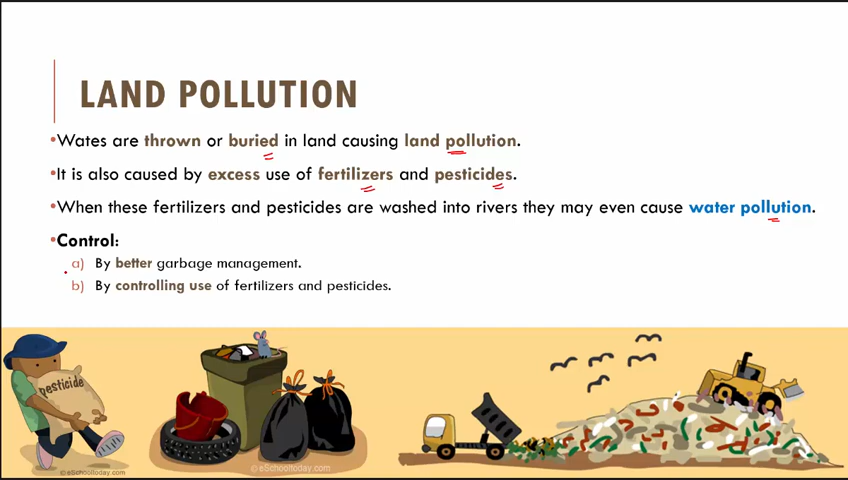 LAND POLLUTION
•Wates are thrown or buried in land causing land pollution.
•It is also caused by excess use of fertilizers and pesticides.
•When these fertilizers and pesticides are washed into rivers they may even cause water pollution.
•Control:
a) By better garbage management.
b) By controlling use of fertilizers and pesticides.
pesticide
© eSchooltoday.com
© eSchooltoday.com
© eSchooltoday.com